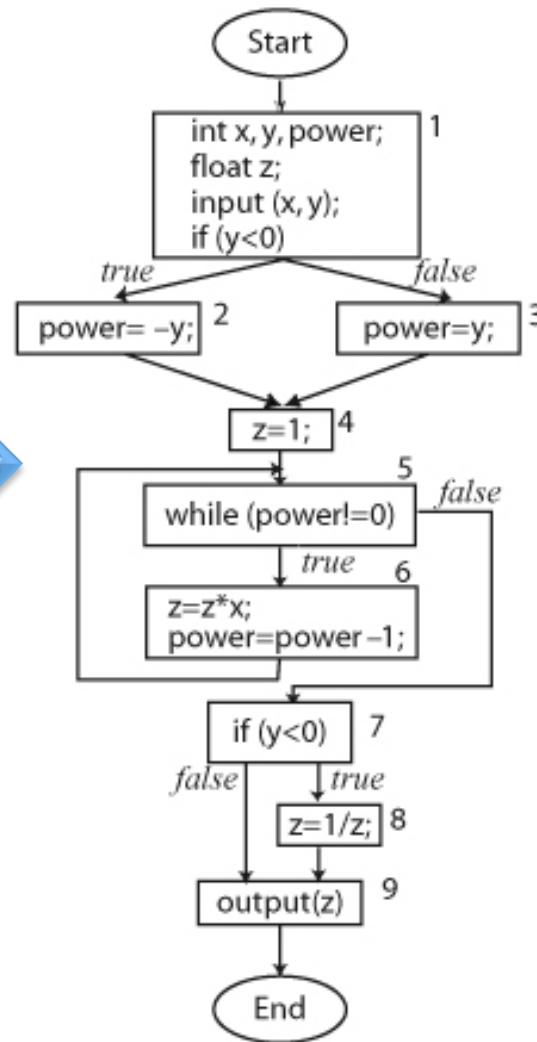 Start
1
int x, y, power;
float z;
input (x, y);
if (y<0)
true
false
power= –y;
2
power=y;
3
z=1;
4
5
while (power!=0)
false
true
6
z=z*x;
power=power–1;
if (y<0)
7
false
true
z=1/z;
8
output(z)
9
End